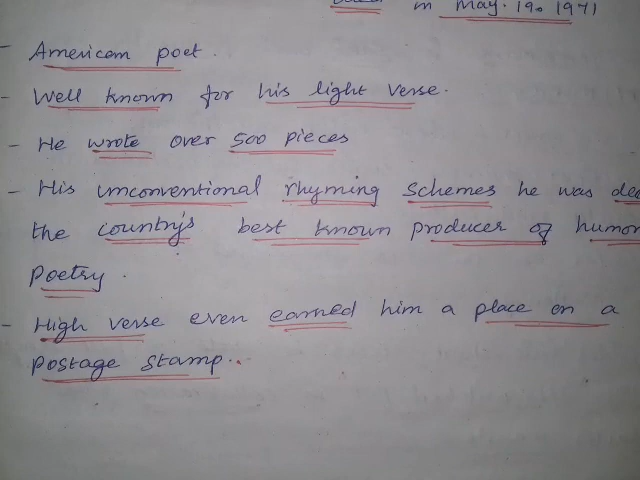 in May. 19. 1971
- American poet.
- Well known for his light verse.
- He wrote over 500 pieces
- His unconventional rhyming schemes he was
the country's best known producer of
poetry.
- High verse even earned him a place on a
postage stamp..